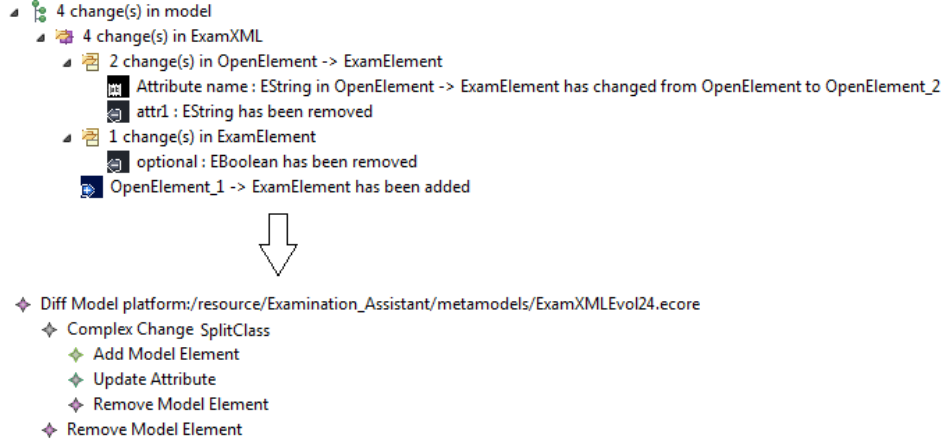 4 change(s) in model
4 change(s) in ExamXML
2 change(s) in OpenElement -> ExamElement
Attribute name : EString in OpenElement -> ExamElement has changed from OpenElement to OpenElement_2
attr1 : EString has been removed
1 change(s) in ExamElement
optional : EBoolean has been removed
OpenElement_1 -> ExamElement has been added
Diff Model platform:/resource/Examination_Assistant/metamodels/ExamXMLEvol24.ecore
Complex Change SplitClass
Add Model Element
Update Attribute
Remove Model Element
Remove Model Element